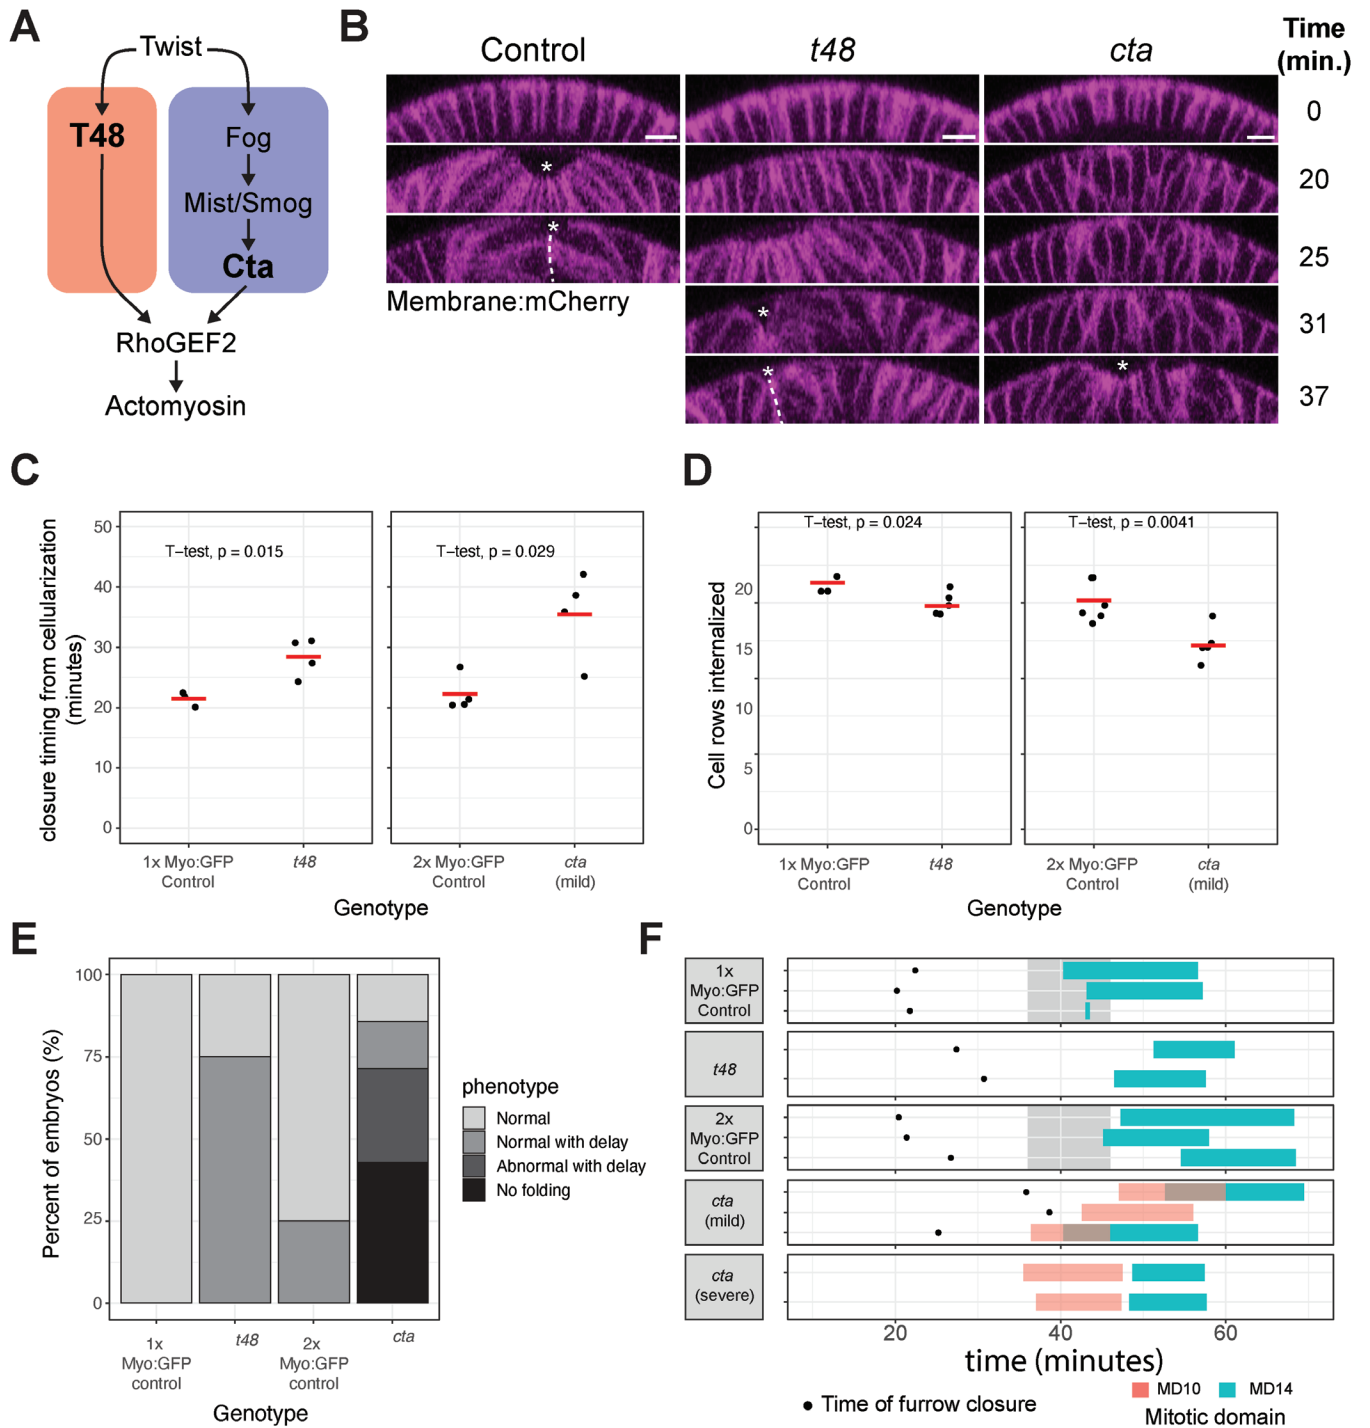 A
Twist
T48
Fog
Mist/Smog
Cta
RhoGEF2
Actomyosin
B
Control
t48
cta
Time
(min.)
0
20
25
31
37
*
*
*
*
*
Membrane:mCherry
C
closure timing from cellularization
(minutes)
50
40
30
20
10
0
T-test, p = 0.015
T-test, p = 0.029
1x Myo:GFP
Control
t48
2x Myo:GFP
Control
cta
(mild)
Genotype
D
Cell rows internalized
20
15
10
5
0
T-test, p = 0.024
T-test, p = 0.0041
1x Myo:GFP
Control
t48
2x Myo:GFP
Control
cta
(mild)
Genotype
E
Percent of embryos (%)
100
75
50
25
0
1x
Myo:GFP
control
t48
2x
Myo:GFP
control
cta
Genotype
phenotype
Normal
Normal with delay
Abnormal with delay
No folding
F
1x
Myo:GFP
Control
t48
2x
Myo:GFP
Control
cta
(mild)
cta
(severe)
20
40
60
time (minutes)
Time of furrow closure
MD10
MD14
Mitotic domain